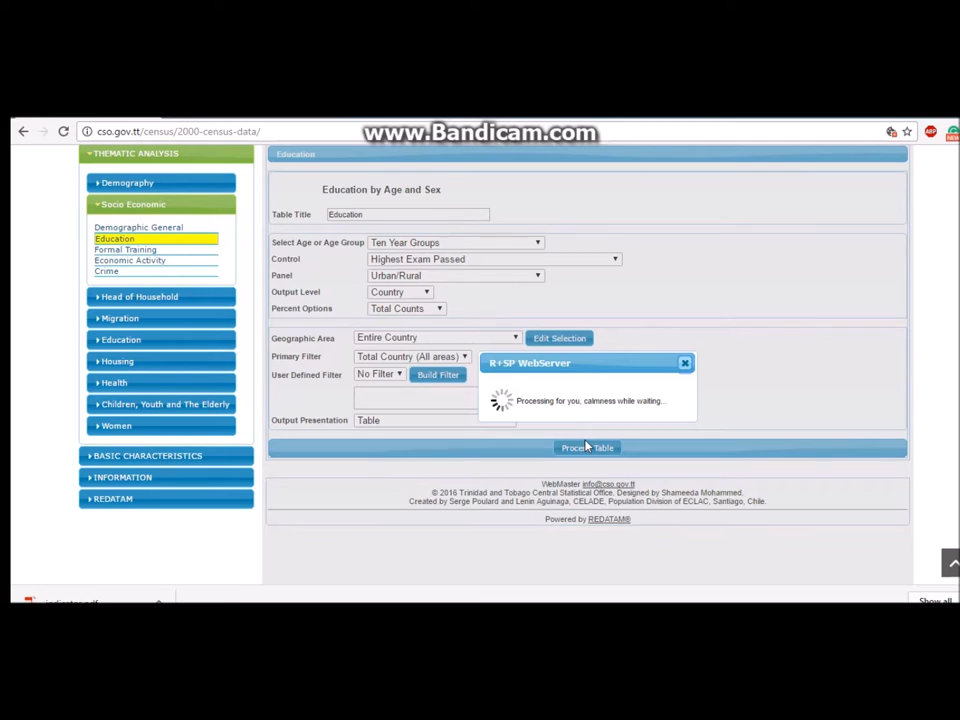 cso.gov.tt/census/2000-census-data/
www.Bandicam.com
ABP
THEMATIC ANALYSIS
Demography
Socio Economic
Demographic General
Education
Formal Training
Economic Activity
Crime
Head of Household
Migration
Education
Housing
Health
Children, Youth and The Elderly
Women
BASIC CHARACTERISTICS
INFORMATION
REDATAM
Education
Education by Age and Sex
Table Title Education
Select Age or Age Group Ten Year Groups
Control Highest Exam Passed
Panel Urban/Rural
Output Level Country
Percent Options Total Counts
Geographic Area Entire Country Edit Selection
Primary Filter Total Country (All areas)
User Defined Filter No Filter Build Filter
R+SP WebServer
Processing for you, calmness while waiting...
Output Presentation Table
Process Table
WebMaster info@cso.gov.tt
© 2016 Trinidad and Tobago Central Statistical Office. Designed by Shameeda Mohammed.
Created by Serge Poulard and Lenin Aguinaga, CELADE, Population Division of ECLAC, Santiago, Chile.
Powered by REDATAM®
Show all